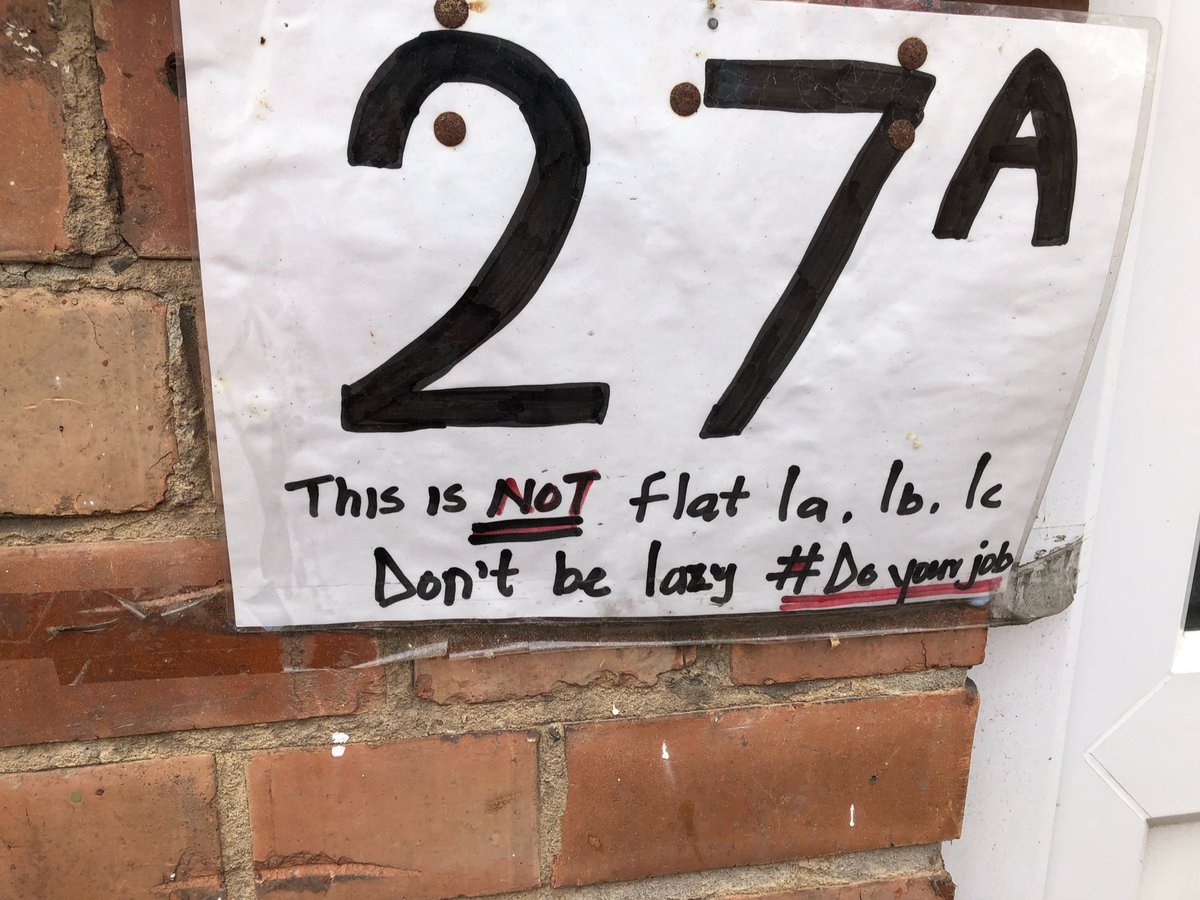 27A
This is NOT flat 1a. 1b. 1c
Don't be lazy #Do your job